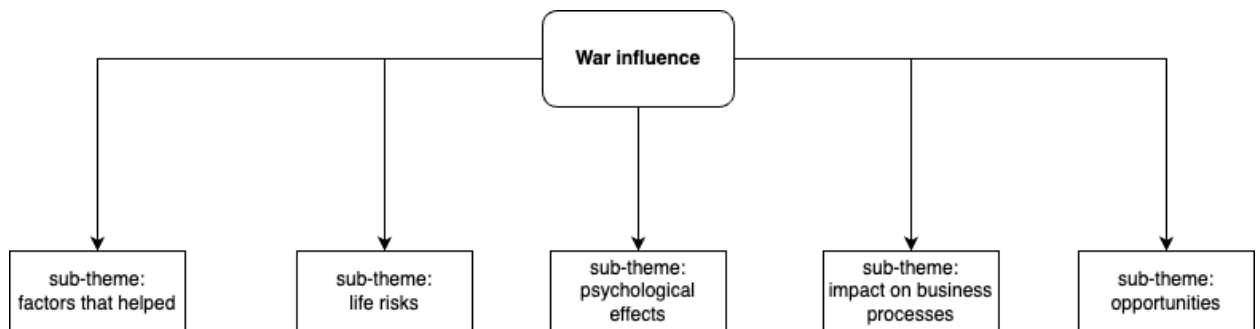 War influence
sub-theme:
factors that helped
sub-theme:
life risks
sub-theme:
psychological
effects
sub-theme:
impact on business
processes
sub-theme:
opportunities